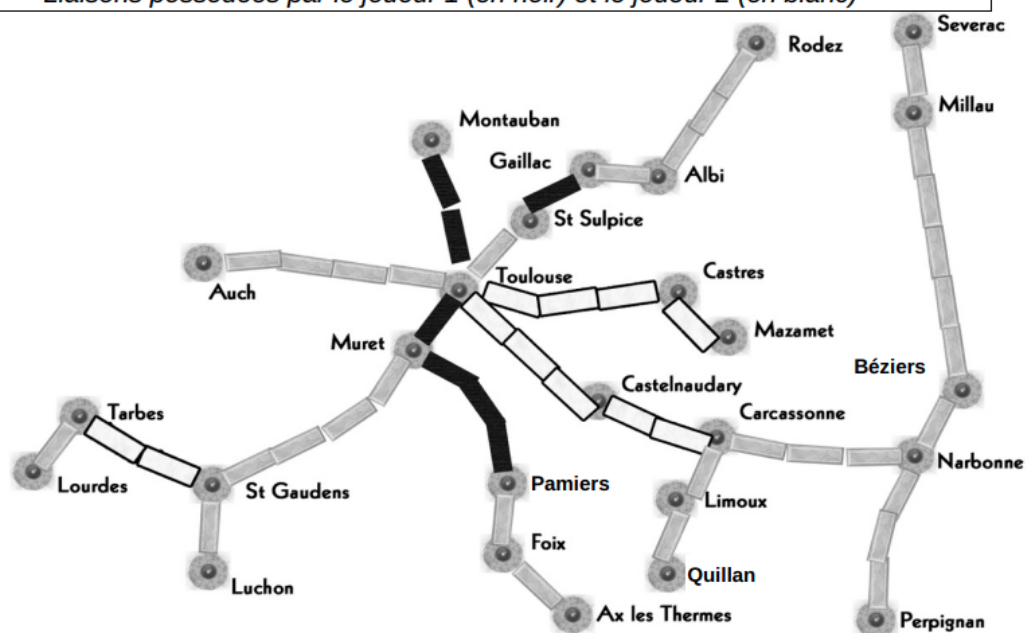 Liaisons possédées par le joueur 1 (en noir) et le joueur 2 (en blanc)
Severac
Rodez
Millau
Montauban
Gaillac
Albi
St Sulpice
Toulouse
Castres
Auch
Muret
Mazamet
Béziers
Castelnaudary
Tarbes
Carcassonne
Narbonne
Lourdes
St Gaudens
Pamiers
Limoux
Foix
Quillan
Luchon
Ax les Thermes
Perpignan